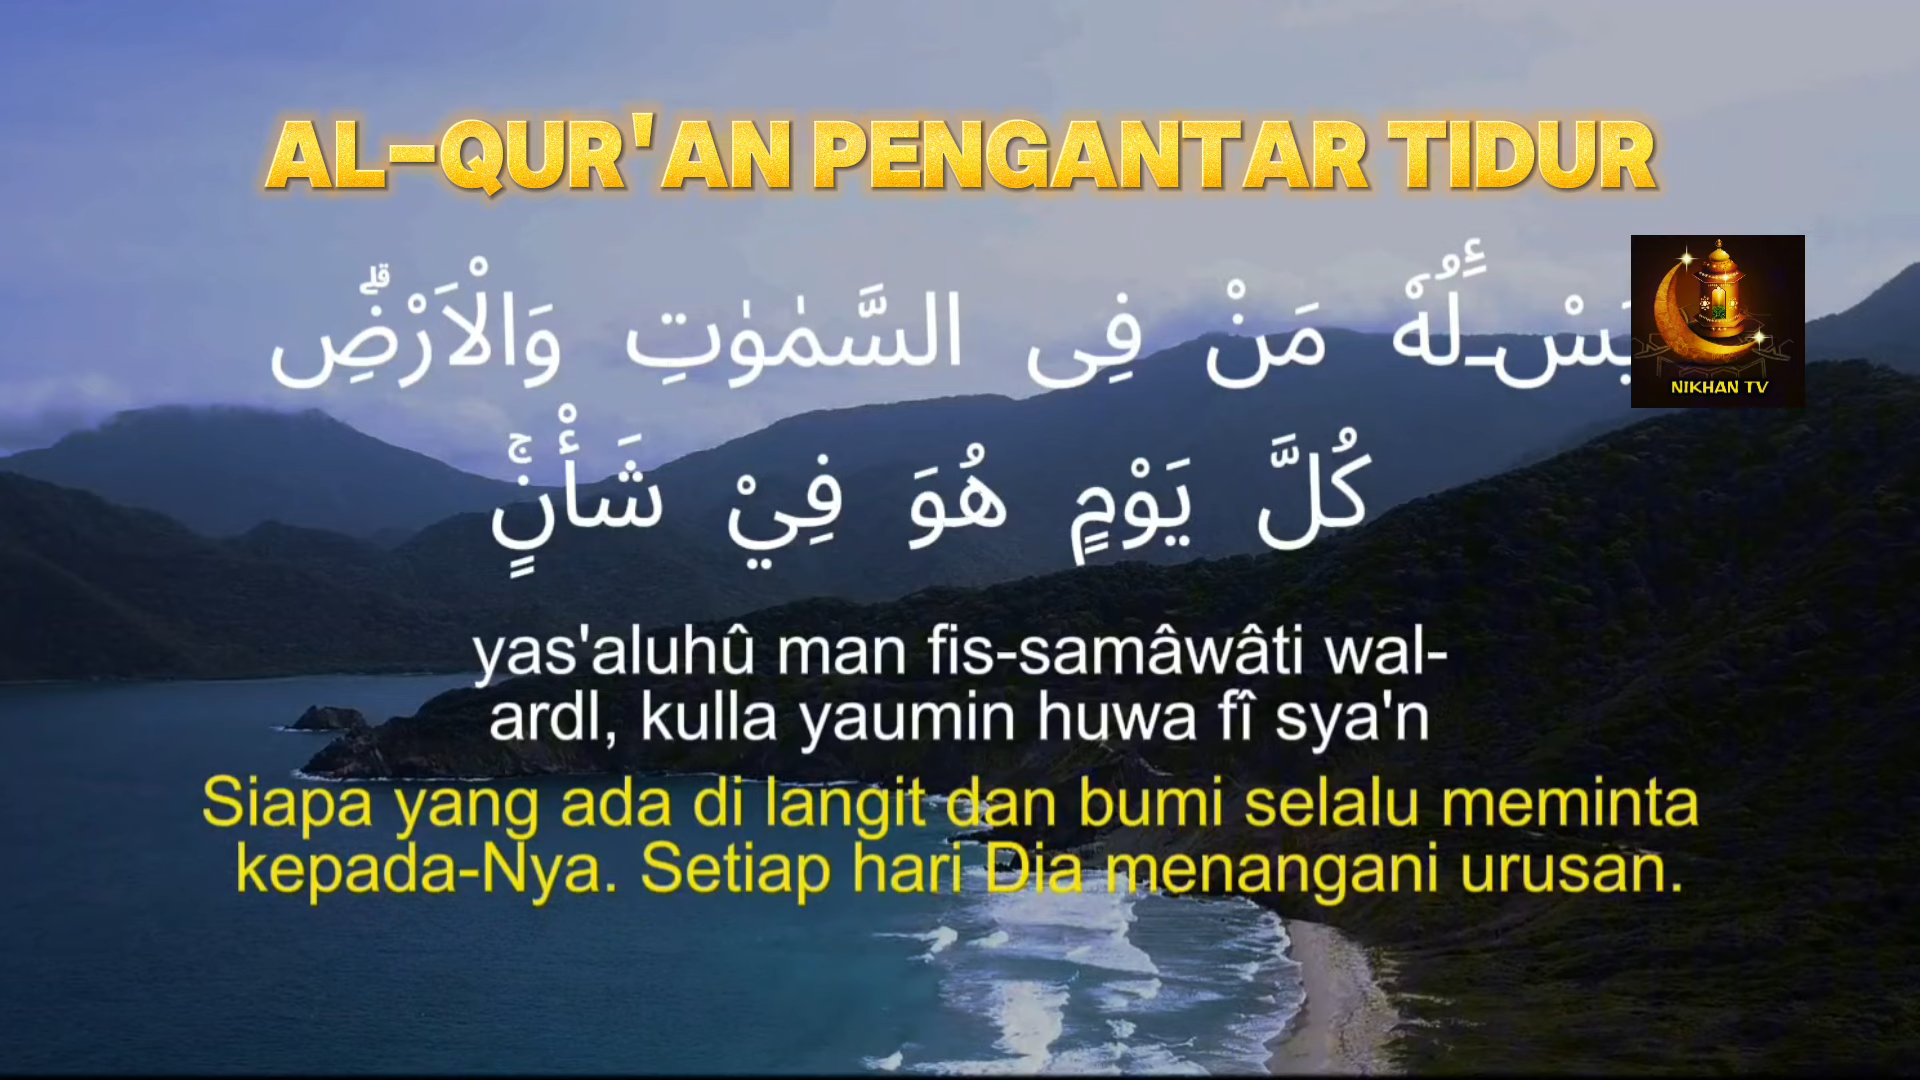 AL-QUR'AN PENGANTAR TIDUR
مَنْ فِى السَّمٰوٰتِ وَالْاَرْضِۗ
NIKHAN TV
كُلَّ يَوْمٍ هُوَ فِيْ شَأْنٍۚ
yas'aluhû man fis-samâwâti wal-
ardl, kulla yaumin huwa fî sya'n
Siapa yang ada di langit dan bumi selalu meminta
kepada-Nya. Setiap hari Dia menangani urusan.